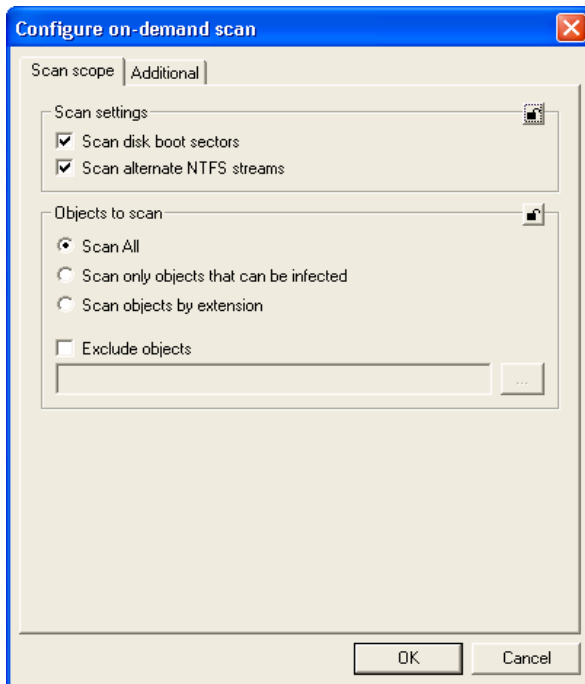 Configure on-demand scan
Scan scope Additional
Scan settings
Scan disk boot sectors
Scan alternate NTFS streams
Objects to scan
Scan All
Scan only objects that can be infected
Scan objects by extension
Exclude objects
...
OK Cancel